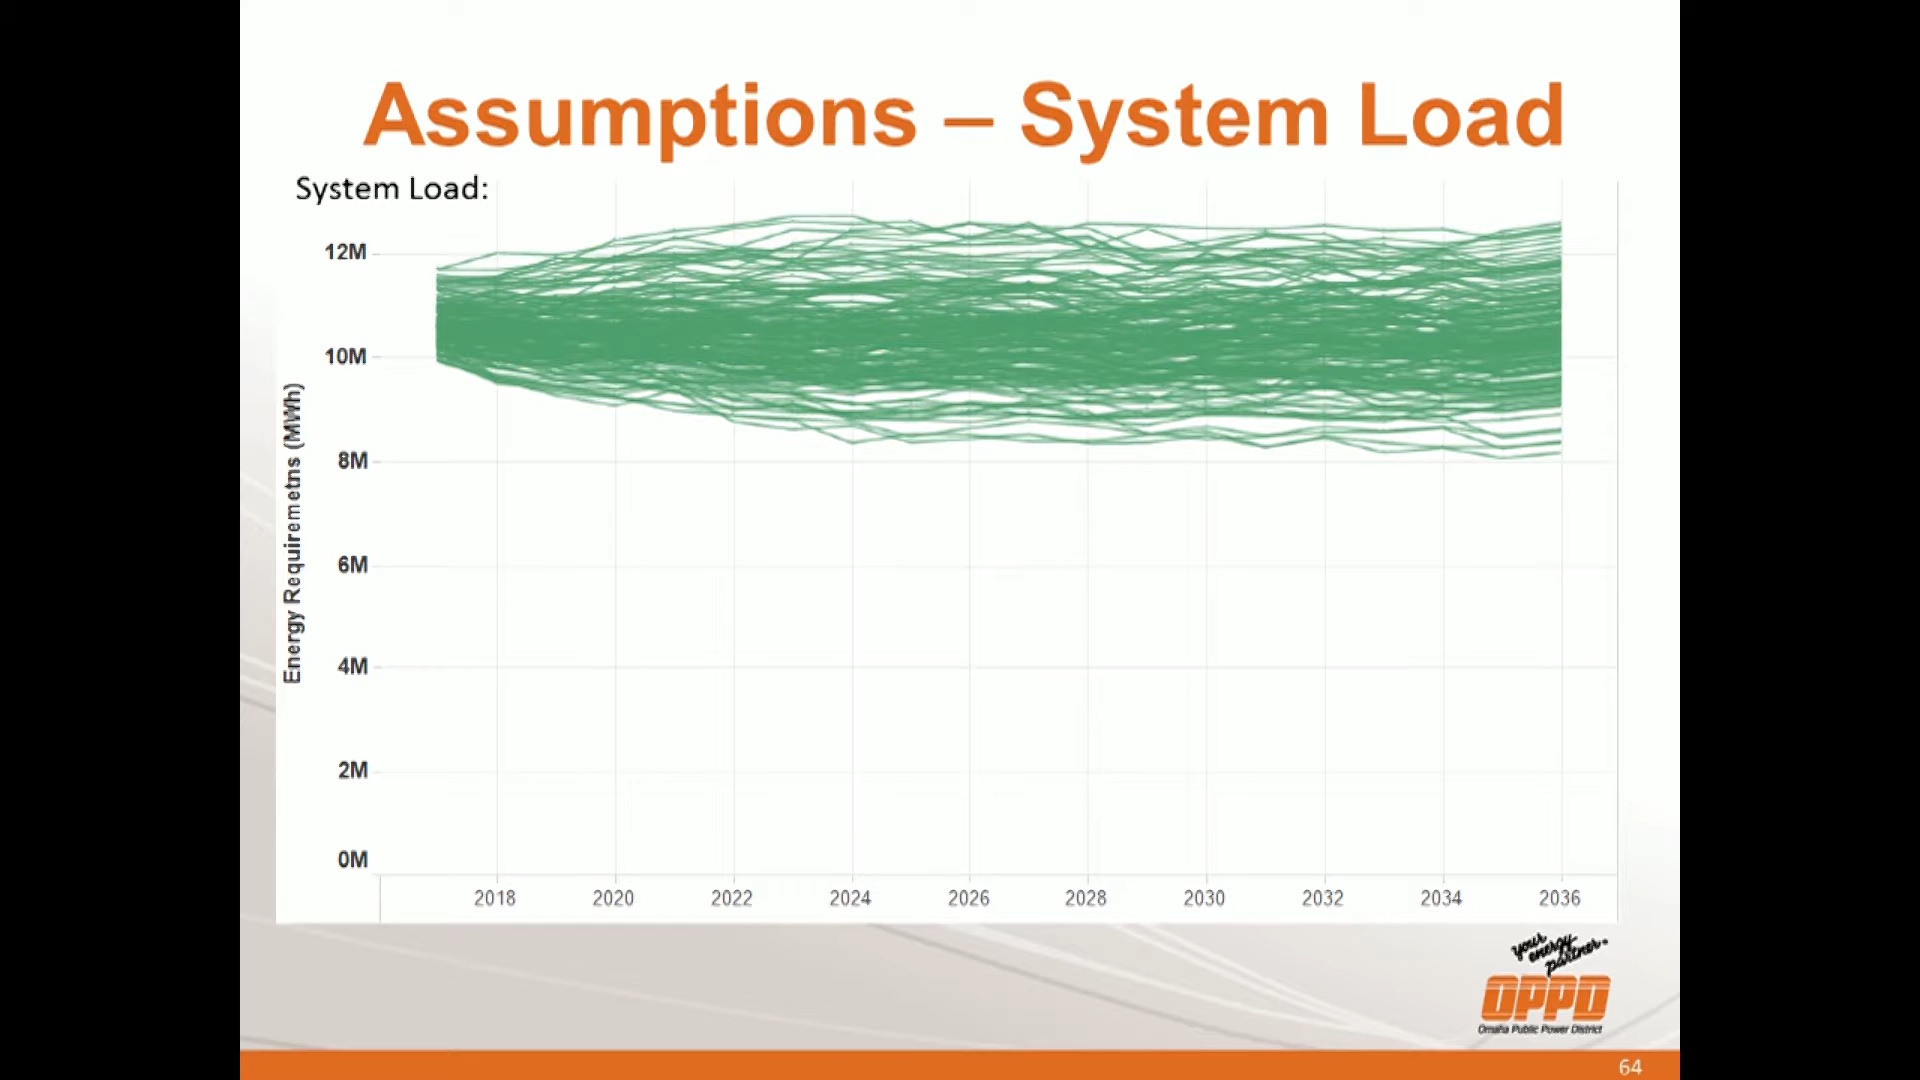 Assumptions – System Load
System Load:
12M
10M
8M
6M
4M
2M
0M
Energy Requiremetns (MWh)
2018 2020 2022 2024 2026 2028 2030 2032 2034 2036
your
energy
partner
OPPD
Omaha Public Power District
64